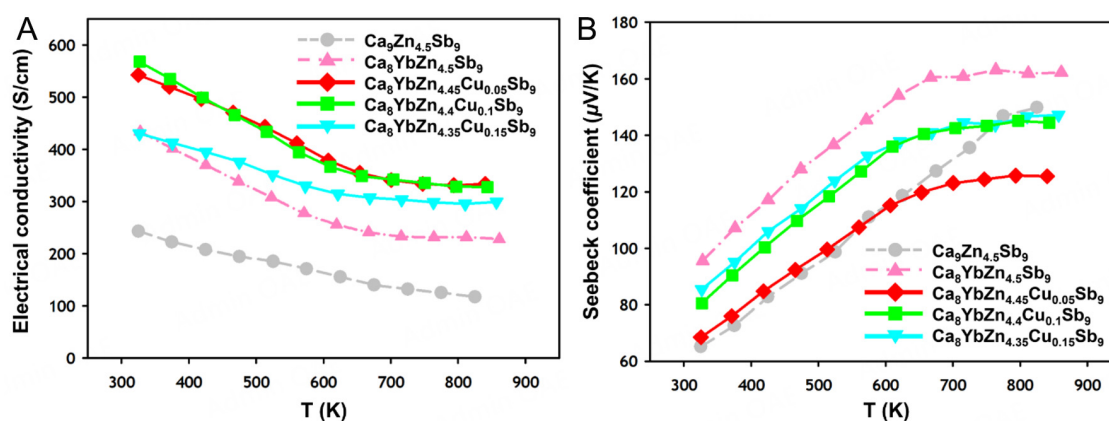 A
Electrical conductivity (S/cm)
600
500
400
300
200
100
0
300 400 500 600 700 800 900
T (K)
Ca₉Zn₄.₅Sb₉
Ca₈YbZn₄.₅Sb₉
Ca₈YbZn₄.₄₅Cu₀.₀₅Sb₉
Ca₈YbZn₄.₄Cu₀.₁Sb₉
Ca₈YbZn₄.₃₅Cu₀.₁₅Sb₉
B
Seebeck coefficient (µV/K)
180
160
140
120
100
80
60
300 400 500 600 700 800 900
T (K)
Ca₉Zn₄.₅Sb₉
Ca₈YbZn₄.₅Sb₉
Ca₈YbZn₄.₄₅Cu₀.₀₅Sb₉
Ca₈YbZn₄.₄Cu₀.₁Sb₉
Ca₈YbZn₄.₃₅Cu₀.₁₅Sb₉